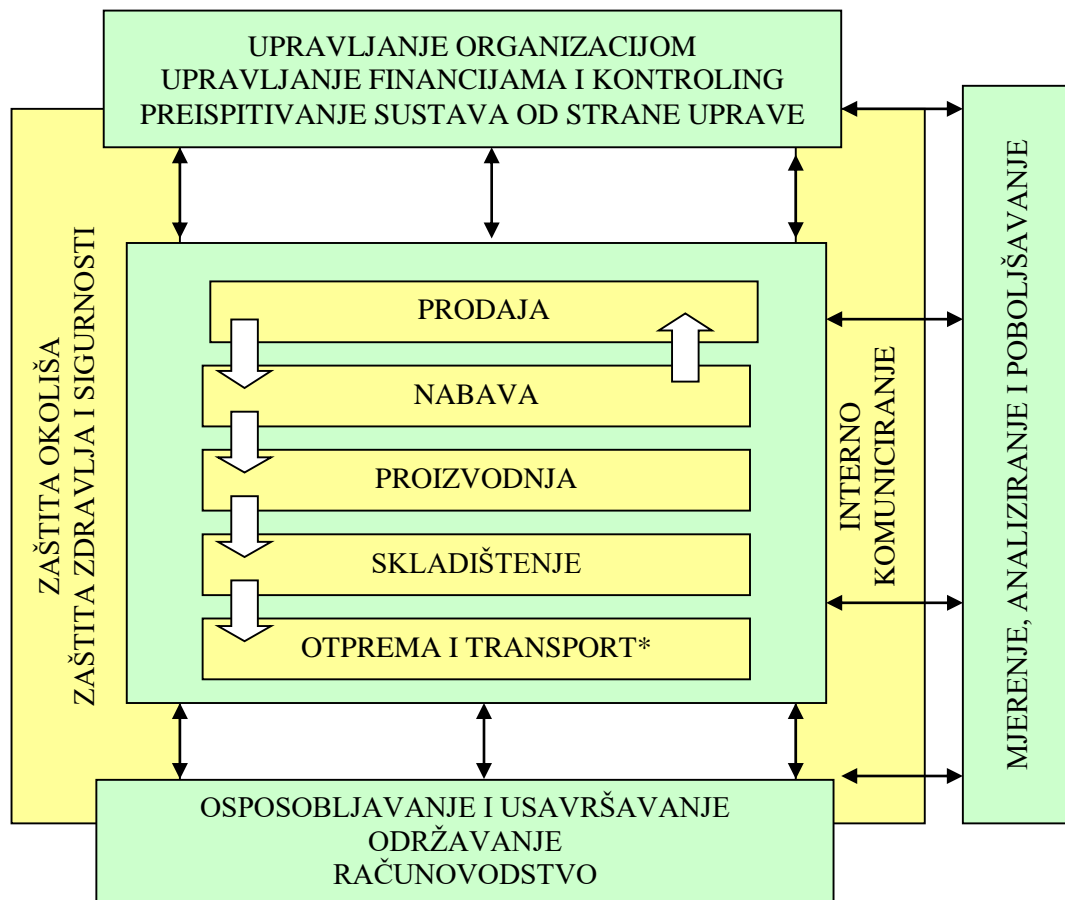 UPRAVLJANJE ORGANIZACIJOM
UPRAVLJANJE FINANCIJAMA I KONTROLING
PREISPITIVANJE SUSTAVA OD STRANE UPRAVE
ZAŠTITA OKOLIŠA
ZAŠTITA ZDRAVLJA I SIGURNOSTI
PRODAJA
NABAVA
PROIZVODNJA
SKLADIŠTENJE
OTPREMA I TRANSPORT*
INTERNO
KOMUNICIRANJE
MJERENJE, ANALIZIRANJE I POBOLJŠAVANJE
OSPOSOBLJAVANJE I USAVRŠAVANJE
ODRŽAVANJE
RAČUNOVODSTVO